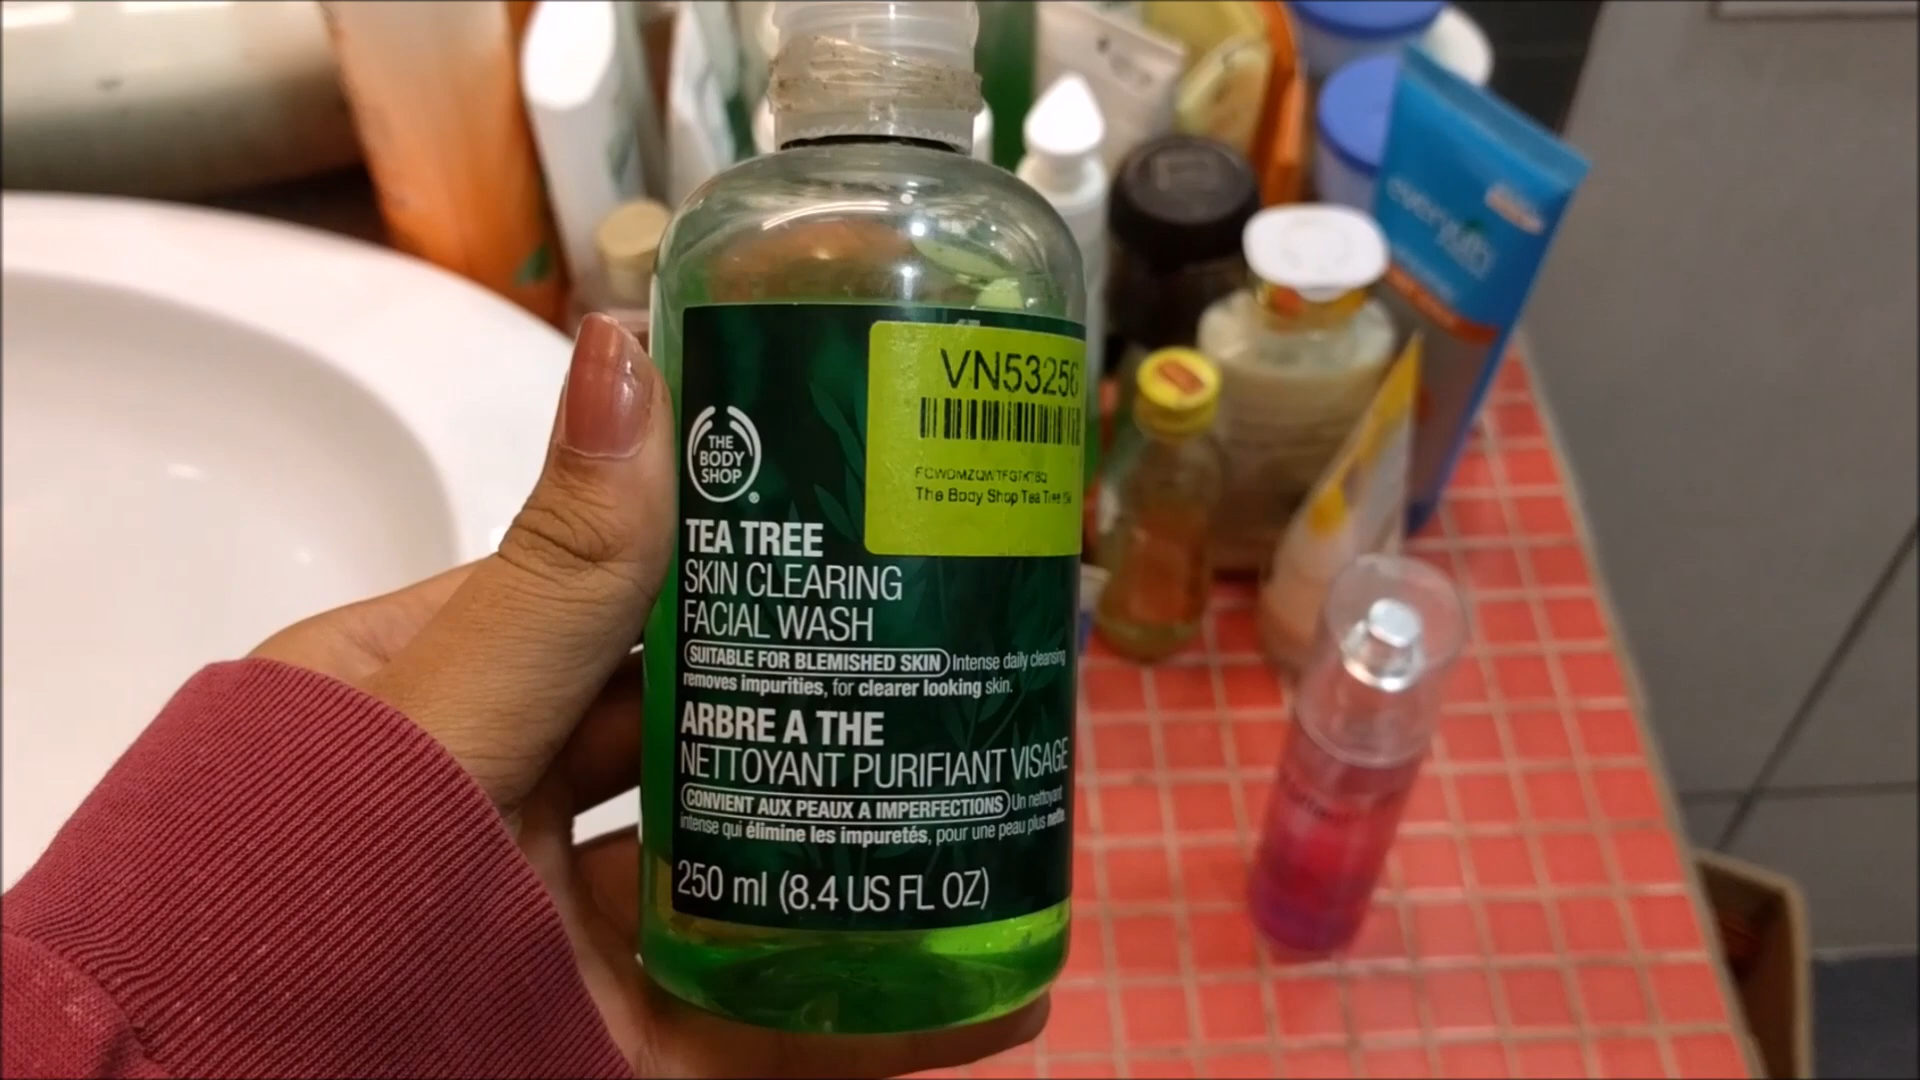 VN53256
The Body Shop Tea Tree
THE
BODY
SHOP
®
TEA TREE
SKIN CLEARING
FACIAL WASH
SUITABLE FOR BLEMISHED SKIN Intense daily cleansing
removes impurities, for clearer looking skin.
ARBRE A THE
NETTOYANT PURIFIANT VISAGE
CONVIENT AUX PEAUX A IMPERFECTIONS Un nettoyant
intense qui élimine les impuretés, pour une peau plus nette.
250 ml (8.4 US FL OZ)